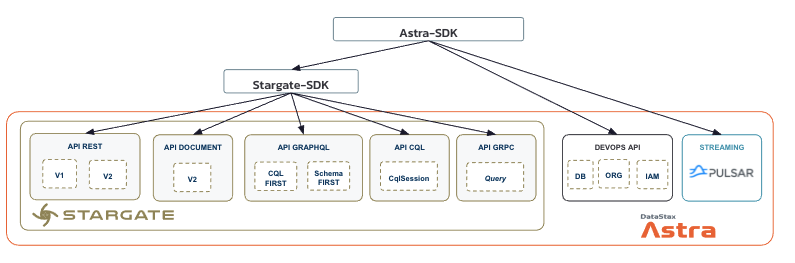 Astra-SDK
Stargate-SDK
API REST
V1
V2
API DOCUMENT
V2
API GRAPHQL
CQL
FIRST
Schema
FIRST
API CQL
CqlSession
API GRPC
Query
DEVOPS API
DB
ORG
IAM
STREAMING
PULSAR
STARGATE
DataStax
Astra